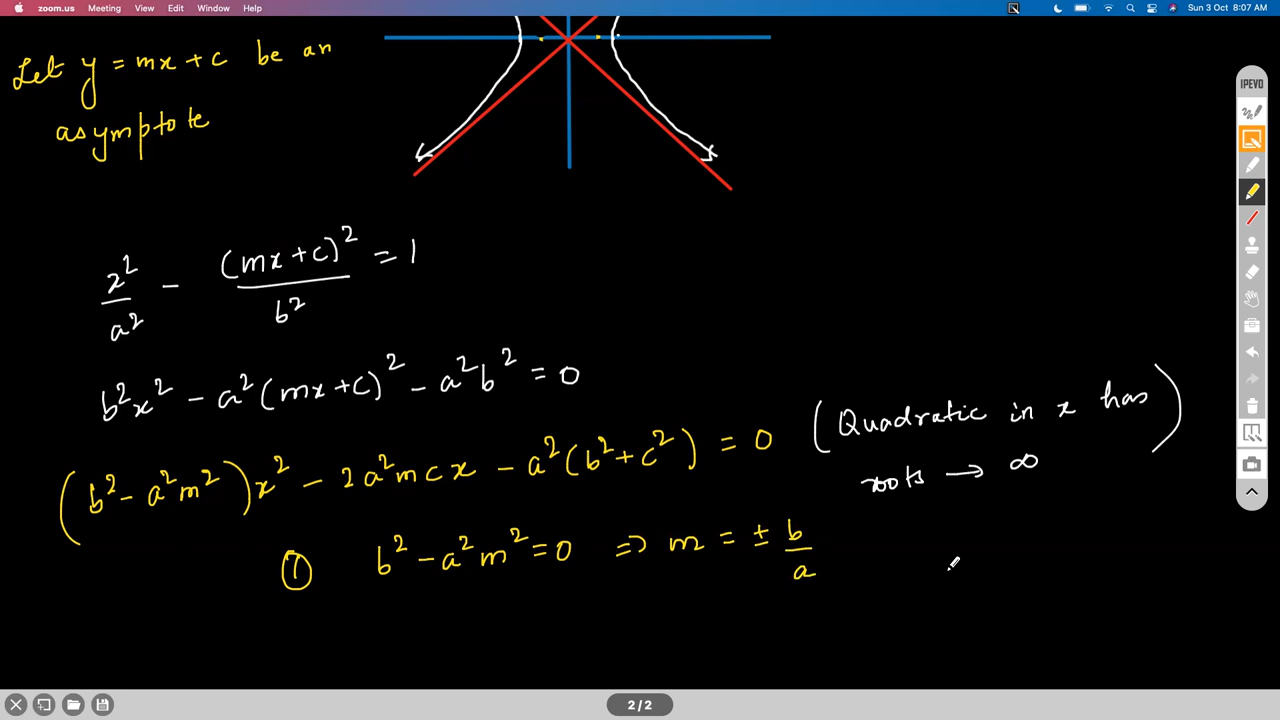 zoom.us Meeting View Edit Window Help Sun 3 Oct 8:07 AM
Let y = mx + c be an
asymptote
IPEVO
x²/a² - (mx+c)²/b² = 1
b²x² - a²(mx+c)² - a²b² = 0
(b² - a²m²)x² - 2a²mcx - a²(b²+c²) = 0 (Quadratic in x has
roots → ∞)
① b² - a²m² = 0 ⇒ m = ± b/a
2/2